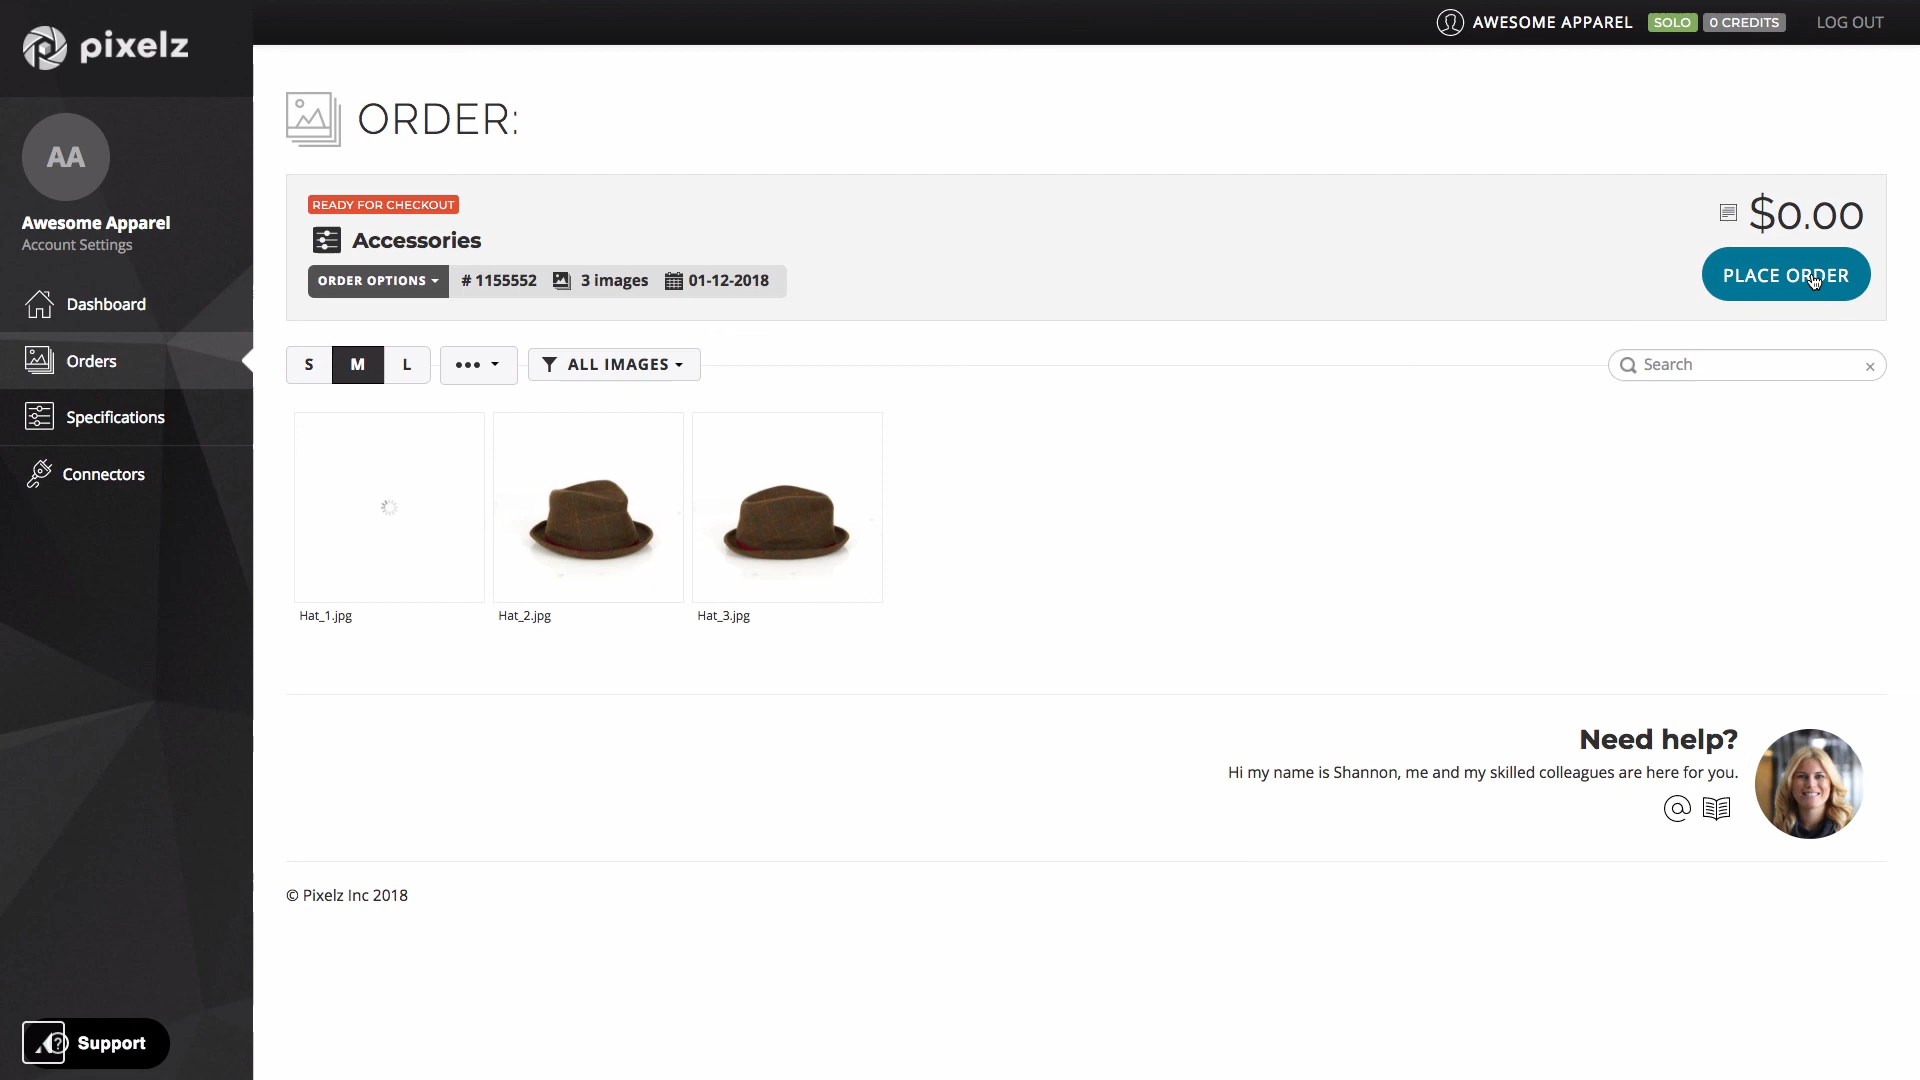 pixelz
AWESOME APPAREL SOLO 0 CREDITS LOG OUT
AA
Awesome Apparel
Account Settings
Dashboard
Orders
Specifications
Connectors
Support
ORDER:
READY FOR CHECKOUT
Accessories
ORDER OPTIONS # 1155552 3 images 01-12-2018
$0.00
PLACE ORDER
S M L ••• ALL IMAGES Search ×
Hat_1.jpg Hat_2.jpg Hat_3.jpg
Need help?
Hi my name is Shannon, me and my skilled colleagues are here for you.
© Pixelz Inc 2018